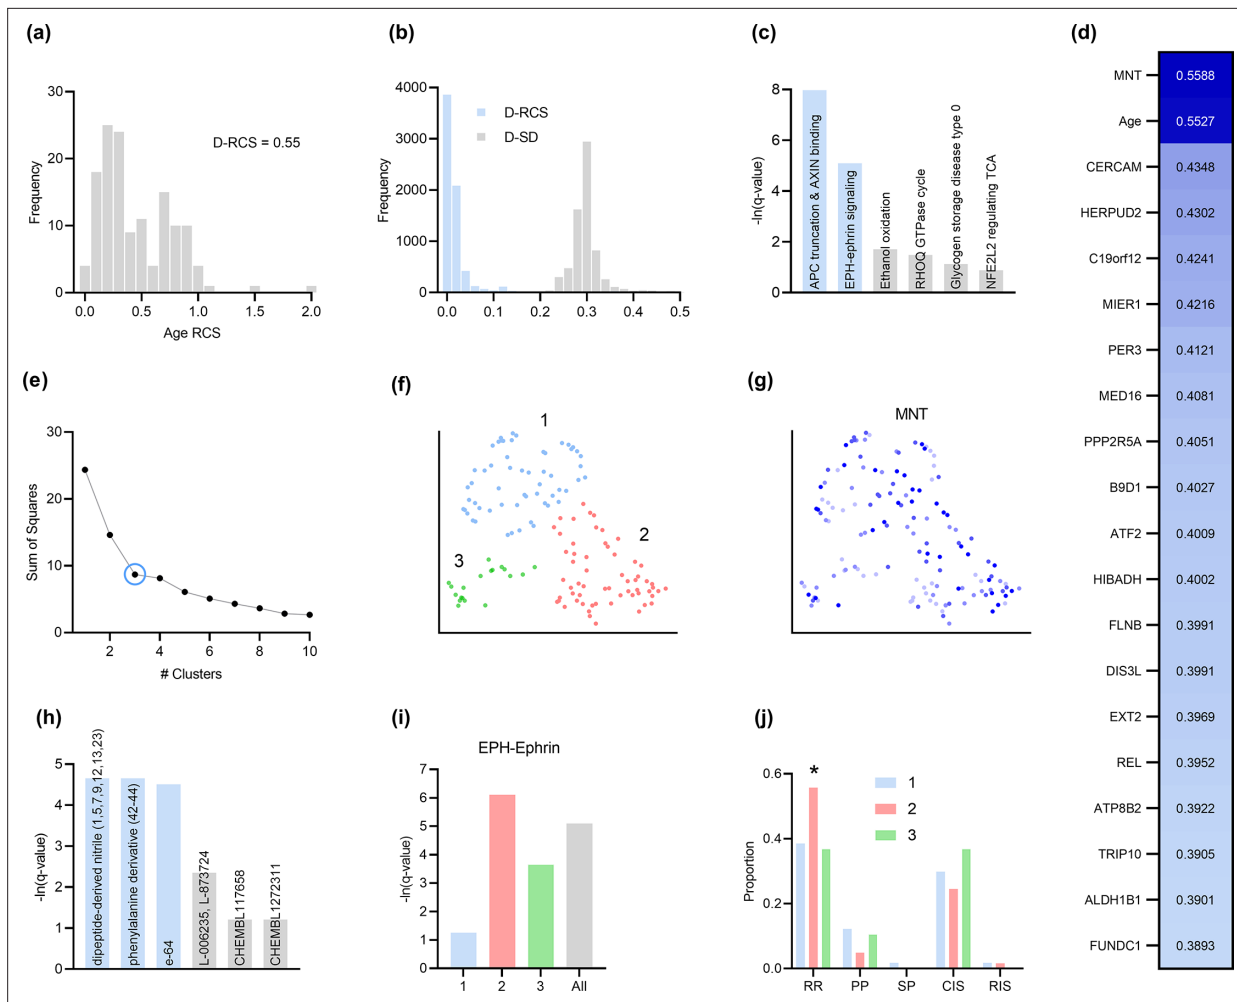 (a)
30
20
10
0
Frequency
D-RCS = 0.55
0.0 0.5 1.0 1.5 2.0
Age RCS
(b)
4000
3000
2000
1000
0
Frequency
D-RCS
D-SD
0.0 0.1 0.2 0.3 0.4 0.5
(c)
8
6
4
2
0
-ln(q-value)
APC truncation & AXIN binding
EPH-ephrin signaling
Ethanol oxidation
RHOQ GTPase cycle
Glycogen storage disease type 0
NFE2L2 regulating TCA
(d)
MNT 0.5588
Age 0.5527
CERCAM 0.4348
HERPUD2 0.4302
C19orf12 0.4241
MIER1 0.4216
PER3 0.4121
MED16 0.4081
PPP2R5A 0.4051
B9D1 0.4027
ATF2 0.4009
HIBADH 0.4002
FLNB 0.3991
DIS3L 0.3991
EXT2 0.3969
REL 0.3952
ATP8B2 0.3922
TRIP10 0.3905
ALDH1B1 0.3901
FUNDC1 0.3893
(e)
30
20
10
0
Sum of Squares
2 4 6 8 10
# Clusters
(f)
1
2
3
(g)
MNT
(h)
5
4
3
2
1
0
-ln(q-value)
dipeptide-derived nitrile (1,5,7,9,12,13,23)
phenylalanine derivative (42-44)
e-64
L-006235, L-873724
CHEMBL117658
CHEMBL1272311
(i)
EPH-Ephrin
7
6
5
4
3
2
1
0
-ln(q-value)
1 2 3 All
(j)
0.6
0.4
0.2
0.0
Proportion
*
1
2
3
RR PP SP CIS RIS